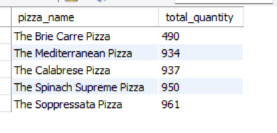 pizza_name total_quantity
The Brie Carre Pizza 490
The Mediterranean Pizza 934
The Calabrese Pizza 937
The Spinach Supreme Pizza 950
The Soppressata Pizza 961